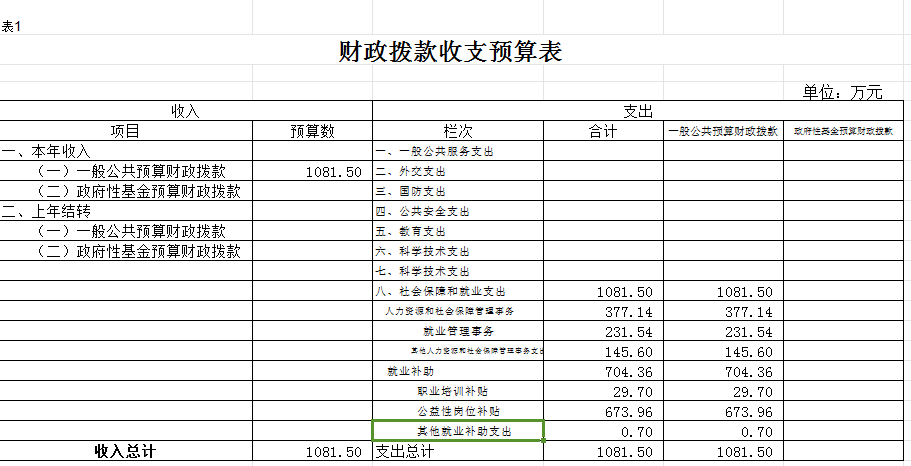 表1
财政拨款收支预算表
单位：万元
收入 支出
项目 预算数 栏次 合计 一般公共预算财政拨款 政府性基金预算财政拨款
一、本年收入 一、一般公共服务支出
（一）一般公共预算财政拨款 1081.50 二、外交支出
（二）政府性基金预算财政拨款 三、国防支出
二、上年结转 四、公共安全支出
（一）一般公共预算财政拨款 五、教育支出
（二）政府性基金预算财政拨款 六、科学技术支出
七、科学技术支出
八、社会保障和就业支出 1081.50 1081.50
人力资源和社会保障管理事务 377.14 377.14
就业管理事务 231.54 231.54
其他人力资源和社会保障管理事务支出 145.60 145.60
就业补助 704.36 704.36
职业培训补贴 29.70 29.70
公益性岗位补贴 673.96 673.96
其他就业补助支出 0.70 0.70
收入总计 1081.50 支出总计 1081.50 1081.50